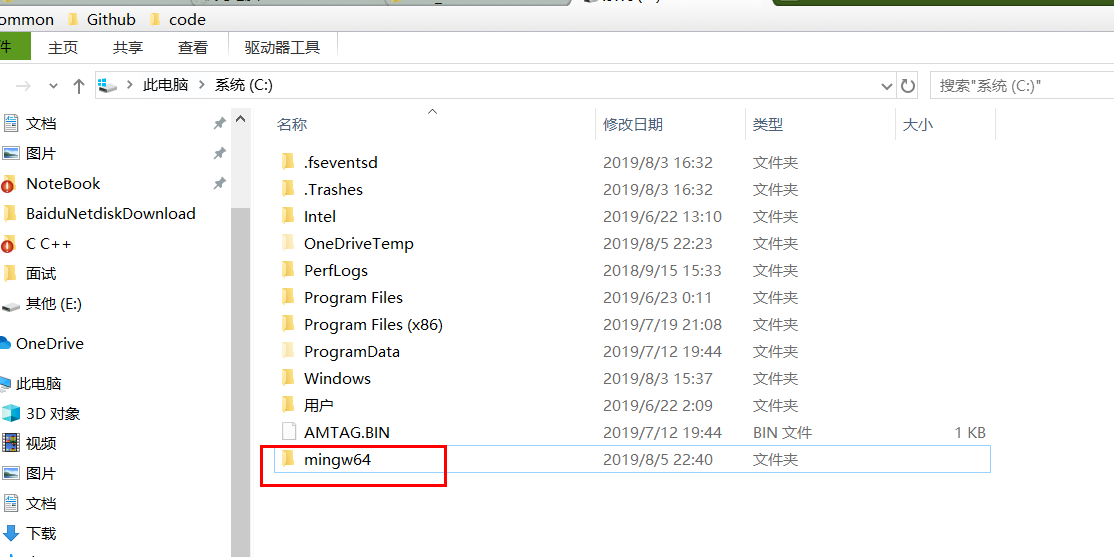 ommon Github code
件 主页 共享 查看 驱动器工具
此电脑 系统 (C:) 搜索"系统 (C:)"
名称 修改日期 类型 大小
文档
图片
NoteBook
BaiduNetdiskDownload
C C++
面试
其他 (E:)
OneDrive
此电脑
3D 对象
视频
图片
文档
下载
.fseventsd 2019/8/3 16:32 文件夹
.Trashes 2019/8/3 16:32 文件夹
Intel 2019/6/22 13:10 文件夹
OneDriveTemp 2019/8/5 22:23 文件夹
PerfLogs 2018/9/15 15:33 文件夹
Program Files 2019/6/23 0:11 文件夹
Program Files (x86) 2019/7/19 21:08 文件夹
ProgramData 2019/7/12 19:44 文件夹
Windows 2019/8/3 15:37 文件夹
用户 2019/6/22 2:09 文件夹
AMTAG.BIN 2019/7/12 19:44 BIN 文件 1 KB
mingw64 2019/8/5 22:40 文件夹